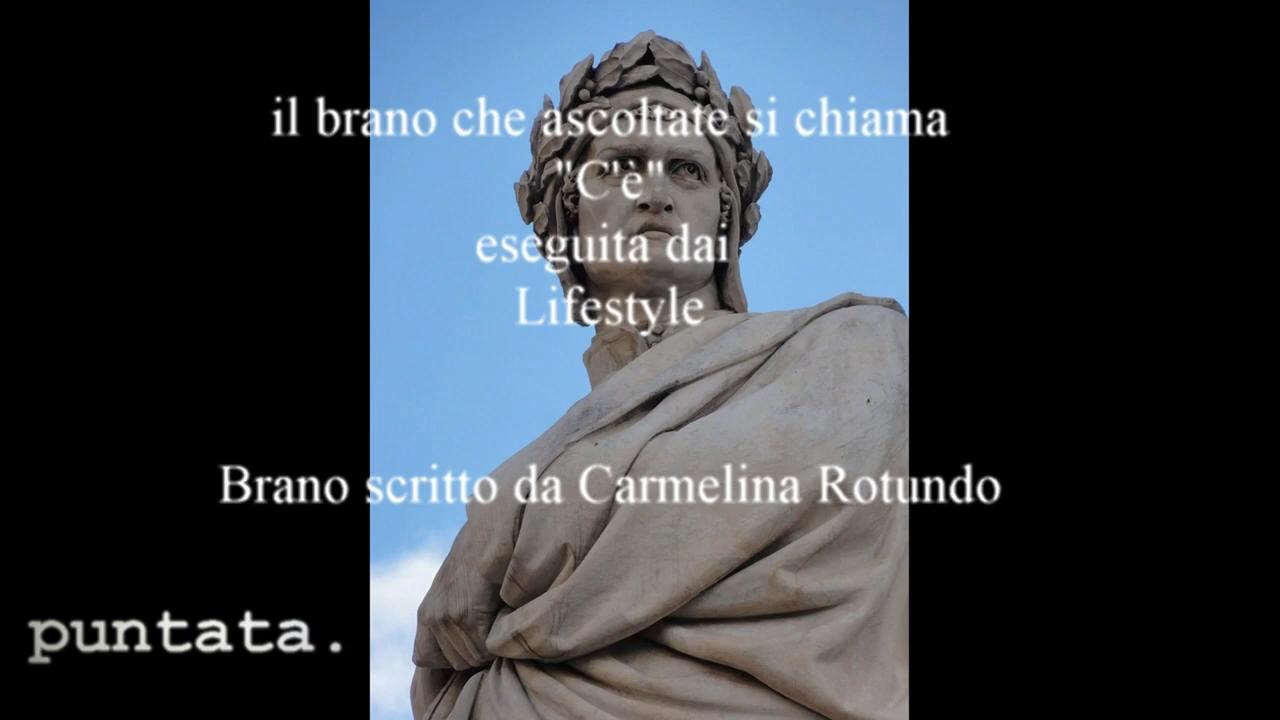 il brano che ascoltate si chiama
"C'è"
eseguita dai
Lifestyle
Brano scritto da Carmelina Rotundo
puntata.